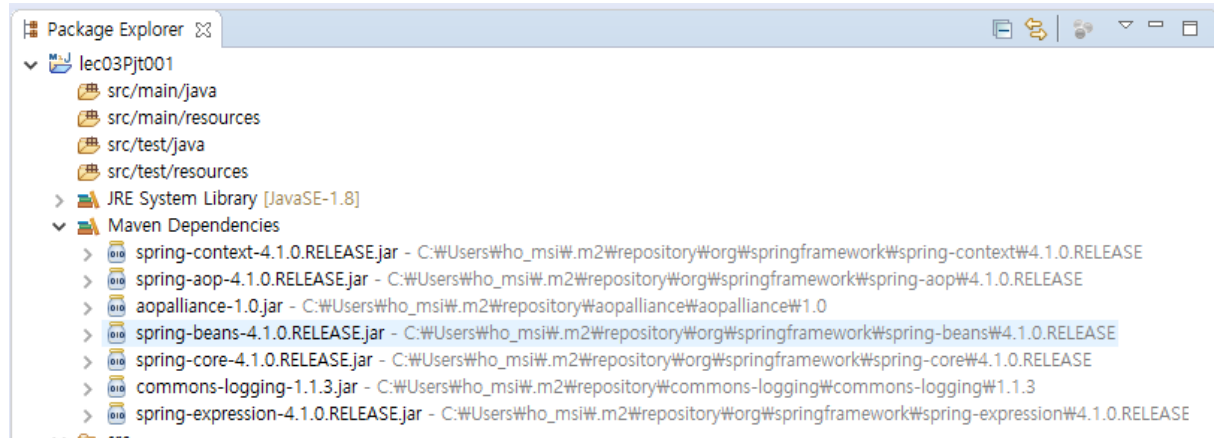 Package Explorer
lec03Pjt001
src/main/java
src/main/resources
src/test/java
src/test/resources
JRE System Library [JavaSE-1.8]
Maven Dependencies
spring-context-4.1.0.RELEASE.jar - C:₩Users₩ho_msi₩.m2₩repository₩org₩springframework₩spring-context₩4.1.0.RELEASE
spring-aop-4.1.0.RELEASE.jar - C:₩Users₩ho_msi₩.m2₩repository₩org₩springframework₩spring-aop₩4.1.0.RELEASE
aopalliance-1.0.jar - C:₩Users₩ho_msi₩.m2₩repository₩aopalliance₩aopalliance₩1.0
spring-beans-4.1.0.RELEASE.jar - C:₩Users₩ho_msi₩.m2₩repository₩org₩springframework₩spring-beans₩4.1.0.RELEASE
spring-core-4.1.0.RELEASE.jar - C:₩Users₩ho_msi₩.m2₩repository₩org₩springframework₩spring-core₩4.1.0.RELEASE
commons-logging-1.1.3.jar - C:₩Users₩ho_msi₩.m2₩repository₩commons-logging₩commons-logging₩1.1.3
spring-expression-4.1.0.RELEASE.jar - C:₩Users₩ho_msi₩.m2₩repository₩org₩springframework₩spring-expression₩4.1.0.RELEASE